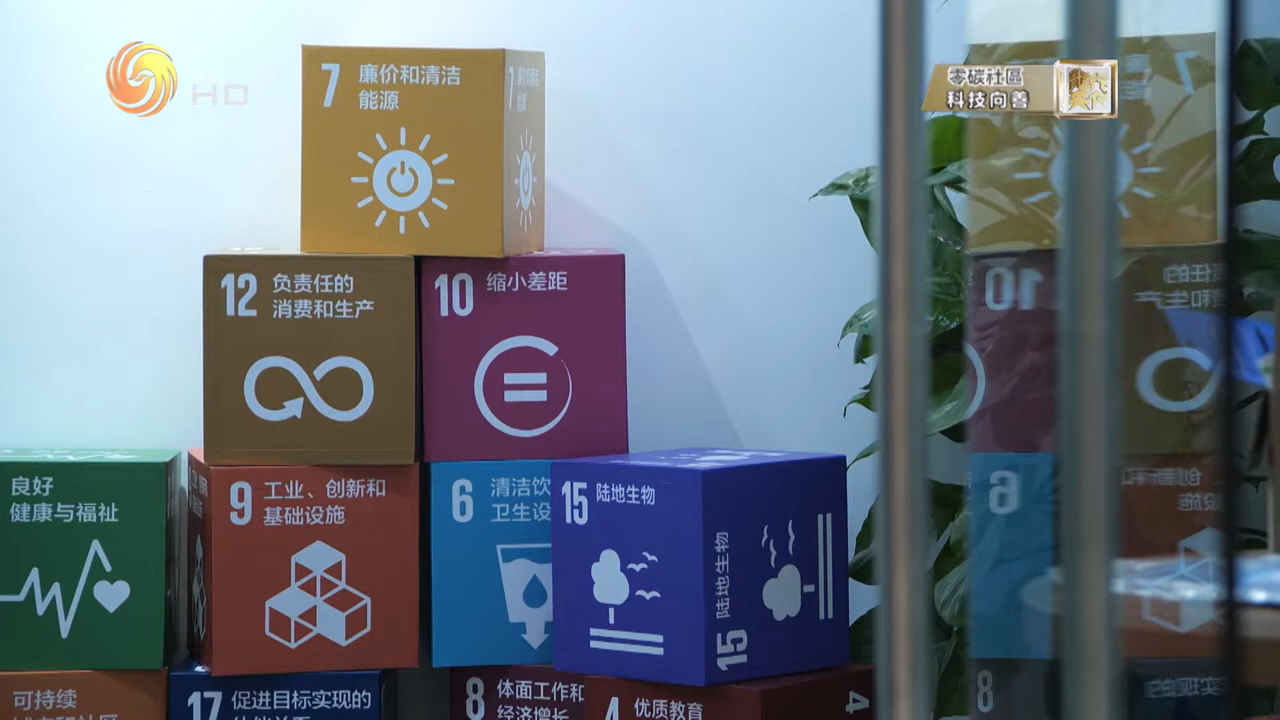 HD
零碳社區
科技向善
7 廉价和清洁
能源
12 负责任的
消费和生产
10 缩小差距
良好
健康与福祉
9 工业、创新和
基础设施
6 清洁饮
卫生设
15 陆地生物
15 陆地生物
可持续
17 促进目标实现的
8 体面工作和
经济增长
4 优质教育
4